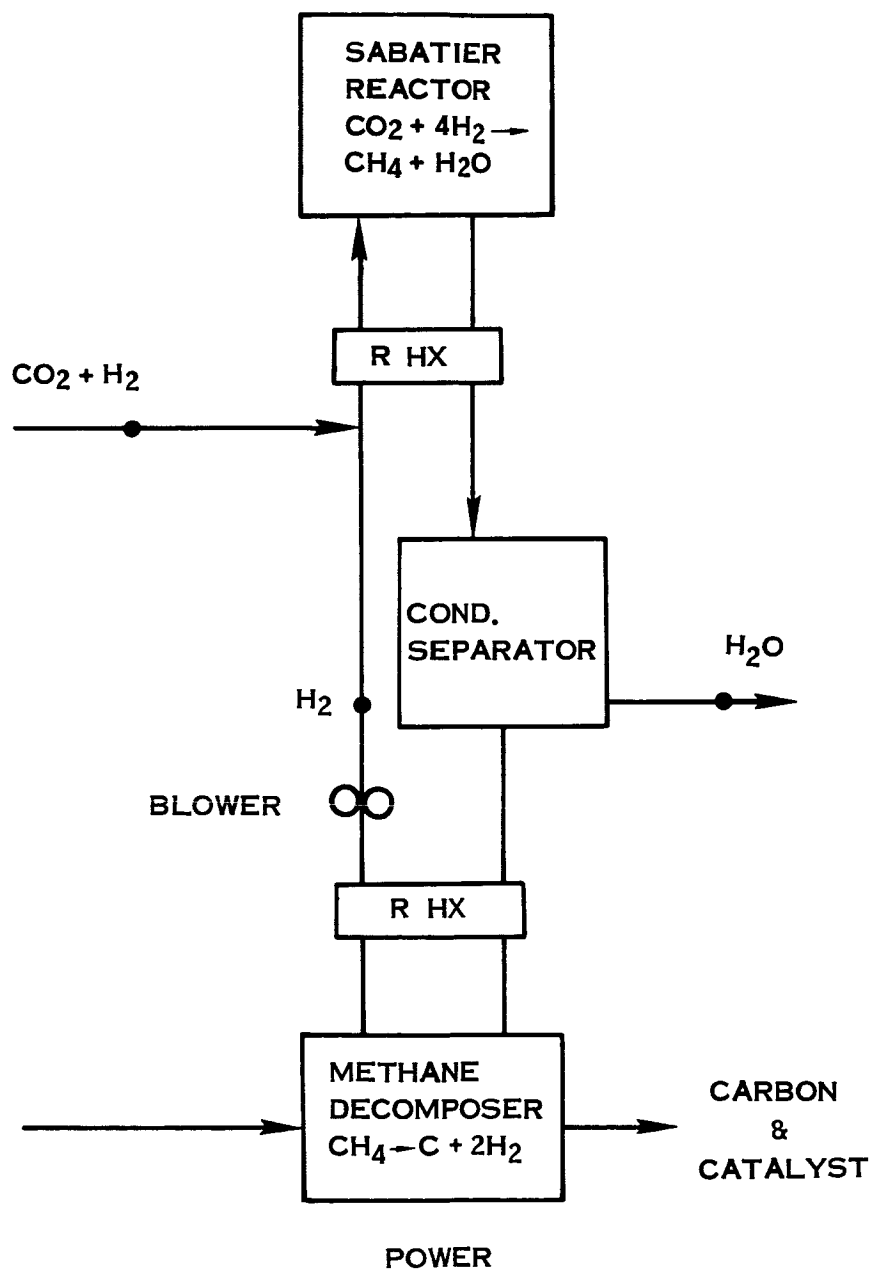 SABATIER
REACTOR
CO2 + 4H2 →
CH4 + H2O
R HX
CO2 + H2
COND.
SEPARATOR
H2O
H2
BLOWER
R HX
METHANE
DECOMPOSER
CH4 → C + 2H2
CARBON
&
CATALYST
POWER